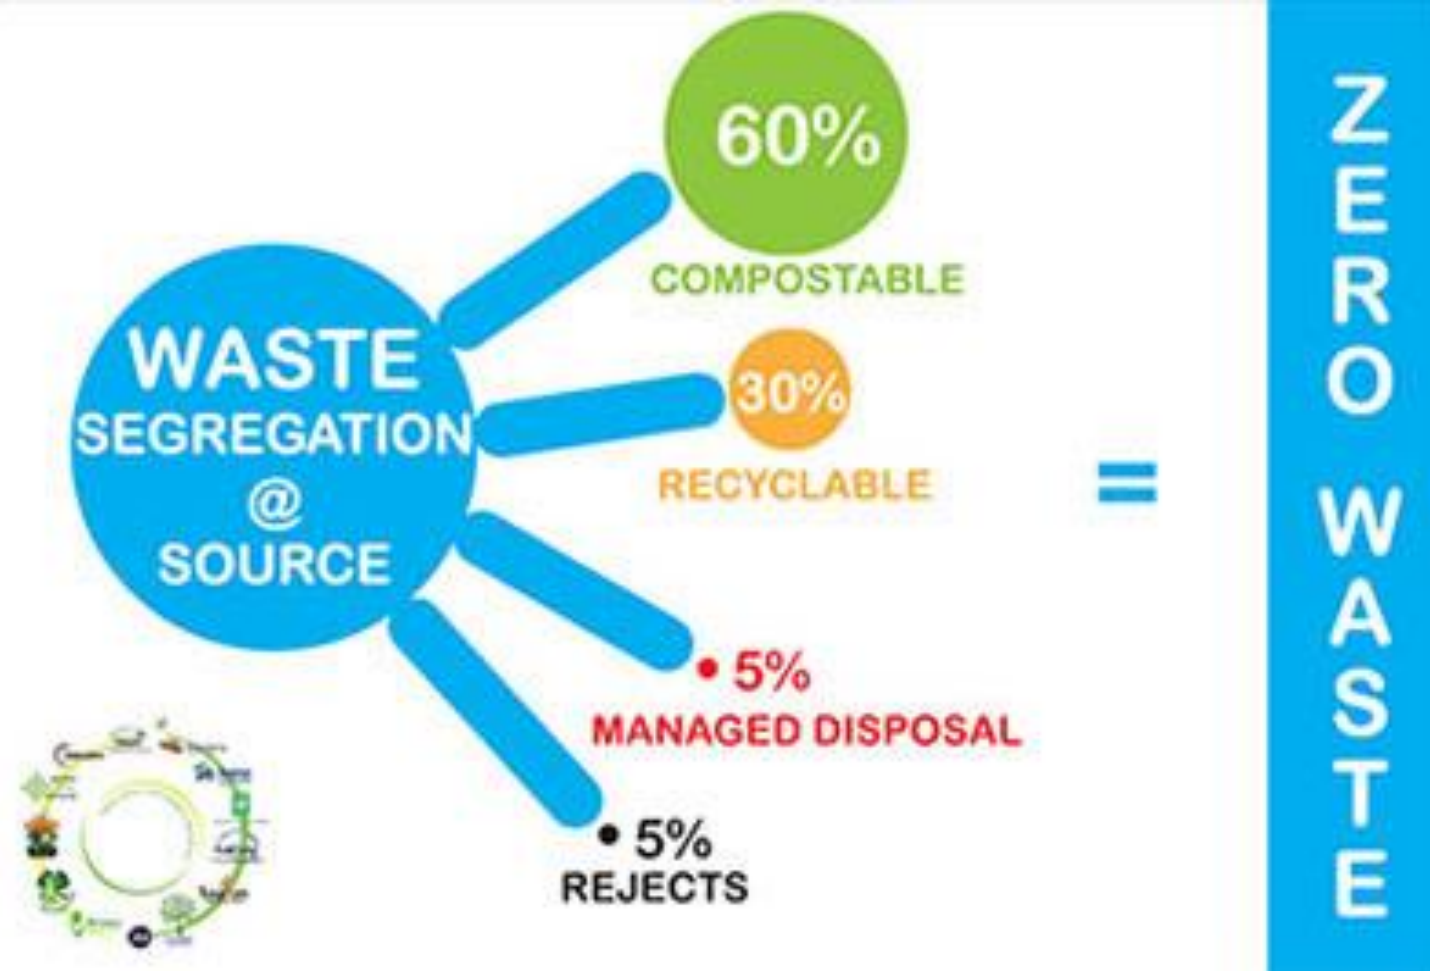 60%
COMPOSTABLE
WASTE
SEGREGATION
@
SOURCE
30%
RECYCLABLE
=
• 5%
MANAGED DISPOSAL
• 5%
REJECTS
ZERO WASTE